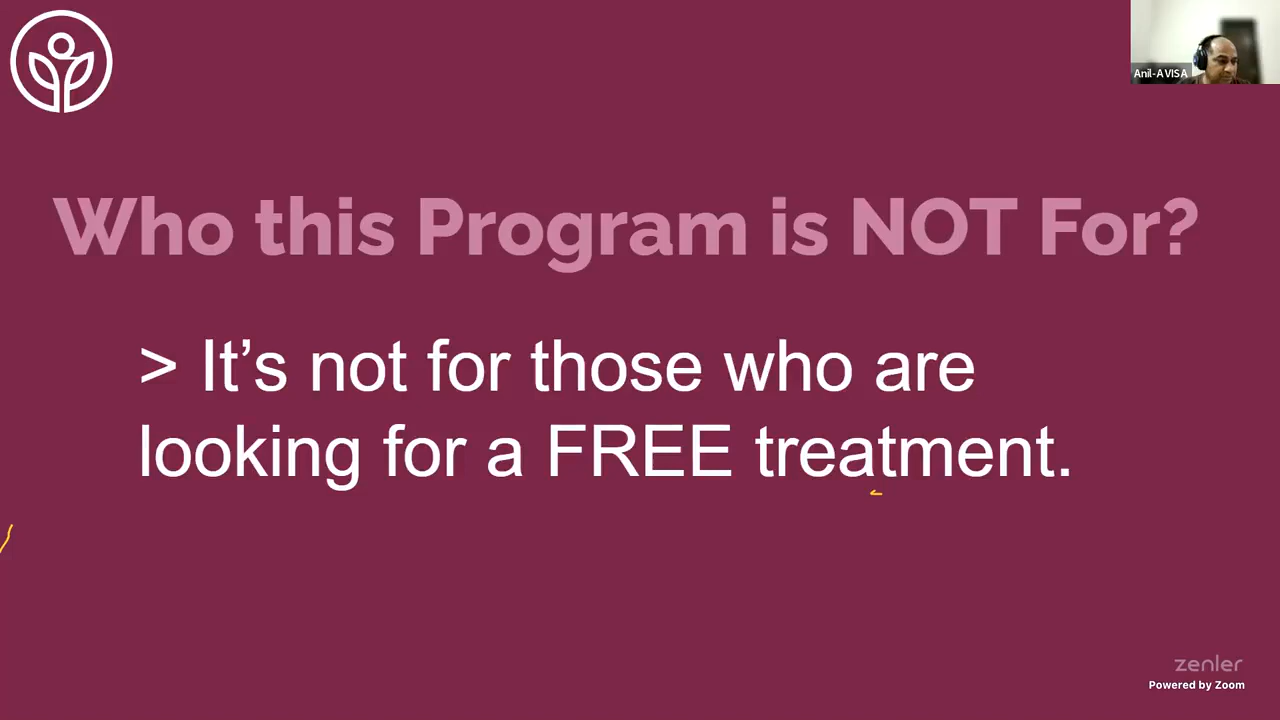 Anil-AVISA
Who this Program is NOT For?
> It’s not for those who are
looking for a FREE treatment.
zenler
Powered by Zoom